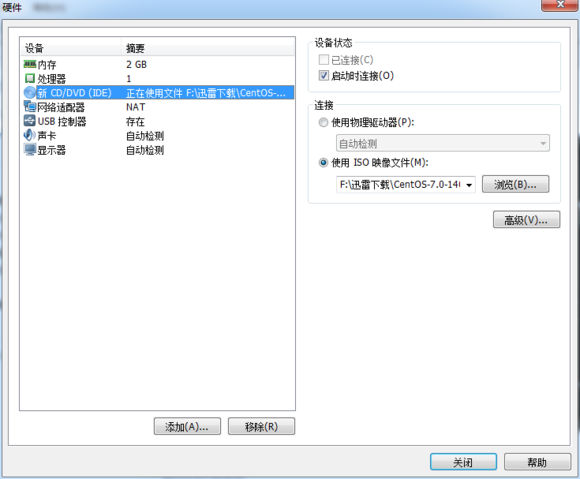 硬件
设备 摘要
内存 2 GB
处理器 1
新 CD/DVD (IDE) 正在使用文件 F:\迅雷下载\CentOS-...
网络适配器 NAT
USB 控制器 存在
声卡 自动检测
显示器 自动检测
添加(A)... 移除(R)
设备状态
已连接(C)
启动时连接(O)
连接
使用物理驱动器(P):
自动检测
使用 ISO 映像文件(M):
F:\迅雷下载\CentOS-7.0-140 浏览(B)...
高级(V)...
关闭 帮助